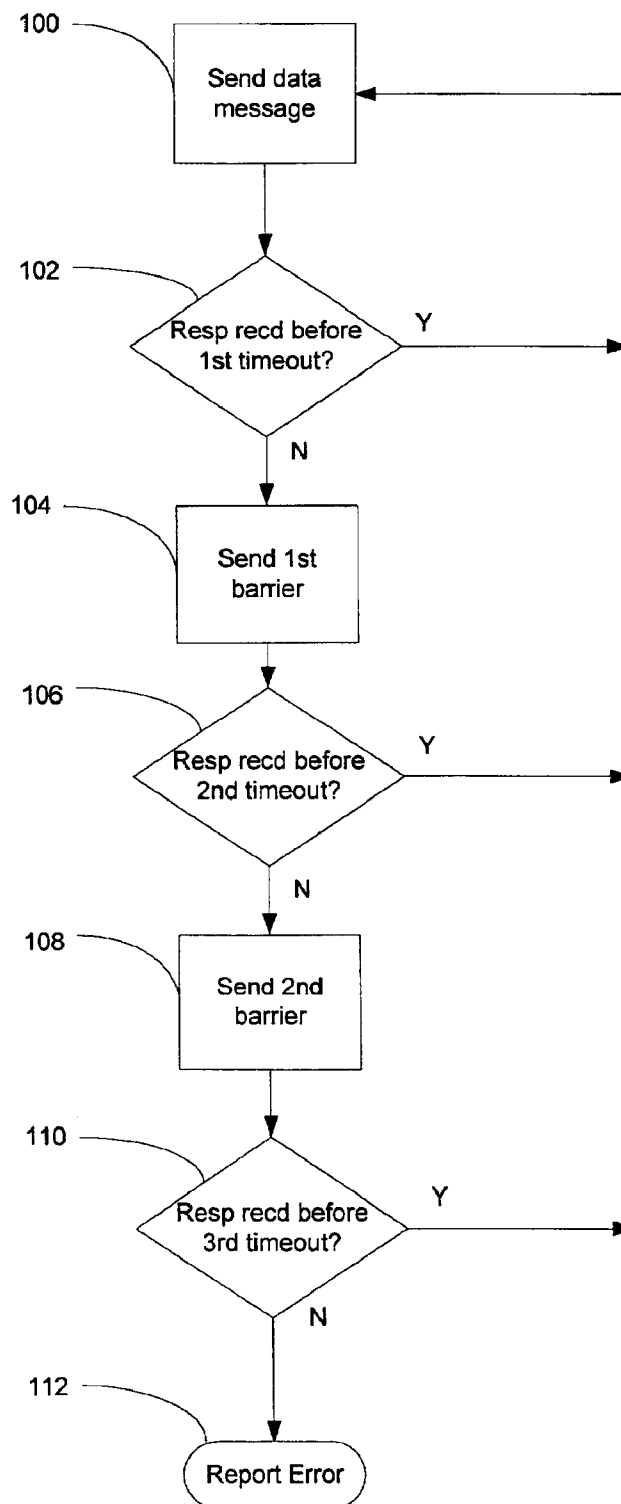 100
Send data
message
102
Resp recd before
1st timeout?
Y
N
104
Send 1st
barrier
106
Resp recd before
2nd timeout?
Y
N
108
Send 2nd
barrier
110
Resp recd before
3rd timeout?
Y
N
112
Report Error